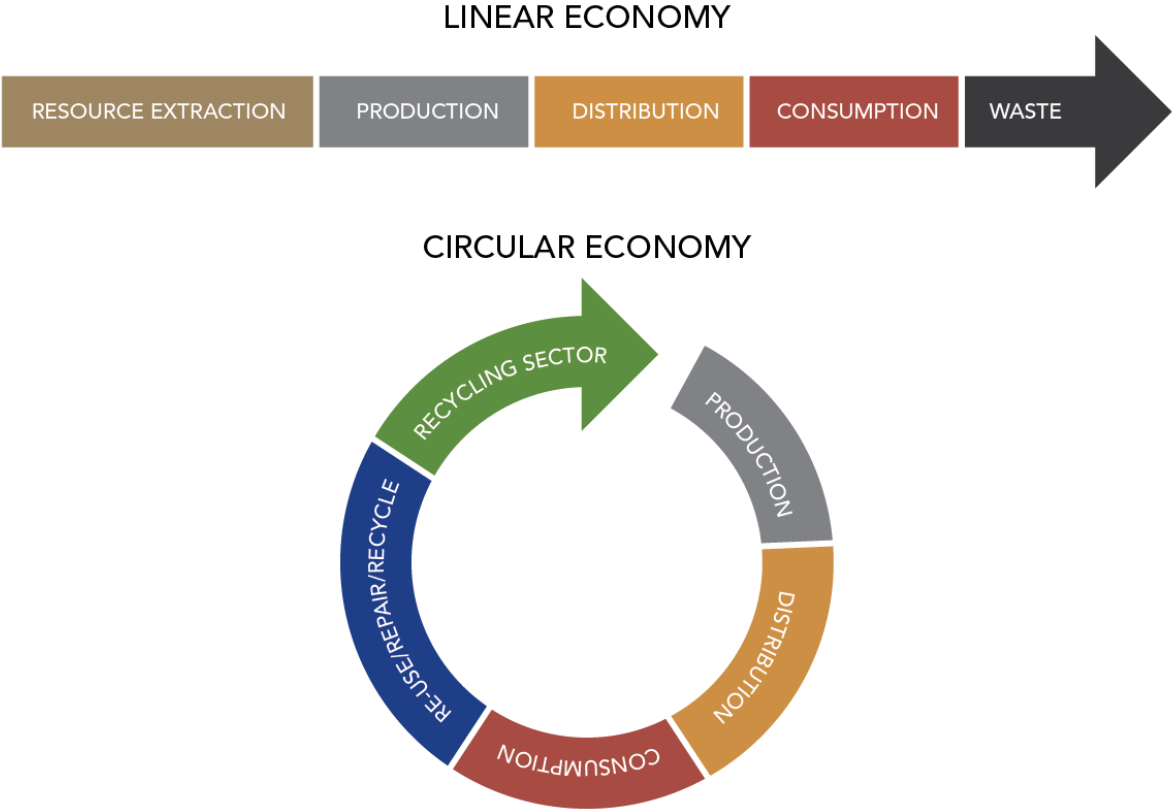 LINEAR ECONOMY
RESOURCE EXTRACTION
PRODUCTION
DISTRIBUTION
CONSUMPTION
WASTE
CIRCULAR ECONOMY
RECYCLING SECTOR
PRODUCTION
DISTRIBUTION
CONSUMPTION
RE-USE/REPAIR/RECYCLE